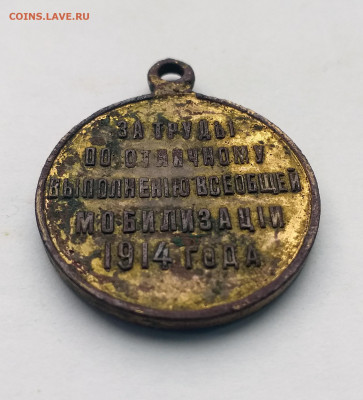 COINS.LAVE.RU
ЗА ТРУДЫ
ПО ОТЛИЧНОМУ
ВЫПОЛНЕНІЮ ВСЕОБЩЕЙ
МОБИЛИЗАЦІИ
1914 ГОДА